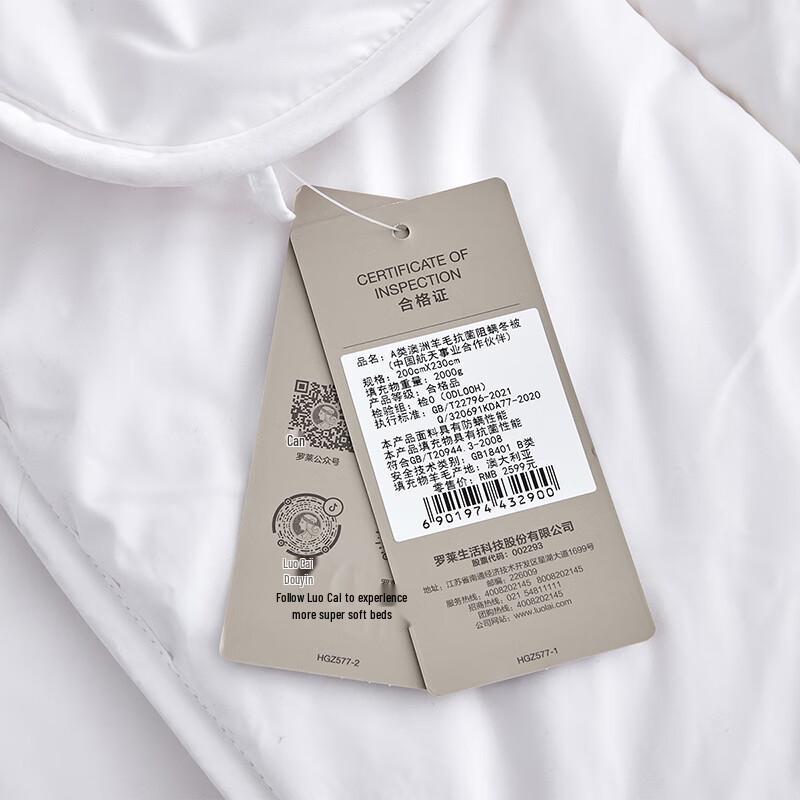 CERTIFICATE OF
INSPECTION
合格证
品名: A类澳洲羊毛抗菌阻螨冬被
(中国航天事业合作伙伴)
规格: 200cmX230cm
填充物重量: 2000g
产品等级: 合格品
检验组: 检0 (0DL00H)
执行标准: GB/T22796-2021
Q/320691KDA77-2020
本产品面料具有防螨性能
本产品填充物具有抗菌性能
符合GB/T20944.3-2008
安全技术类别: GB18401 B类
填充物羊毛产地: 澳大利亚
零售价: RMB 2599元
6 901974 432900
罗莱生活科技股份有限公司
股票代码: 002293
地址: 江苏省南通经济技术开发区星湖大道1699号
邮编: 226009
服务热线: 4008202145 8008202145
招商热线: 021 54811111
团购热线: 4008202145
公司网站: www.luolai.com
HGZ577-1
Can
罗莱公众号
Luo Cai
Douyin
Follow Luo Cal to experience
more super soft beds
HGZ577-2